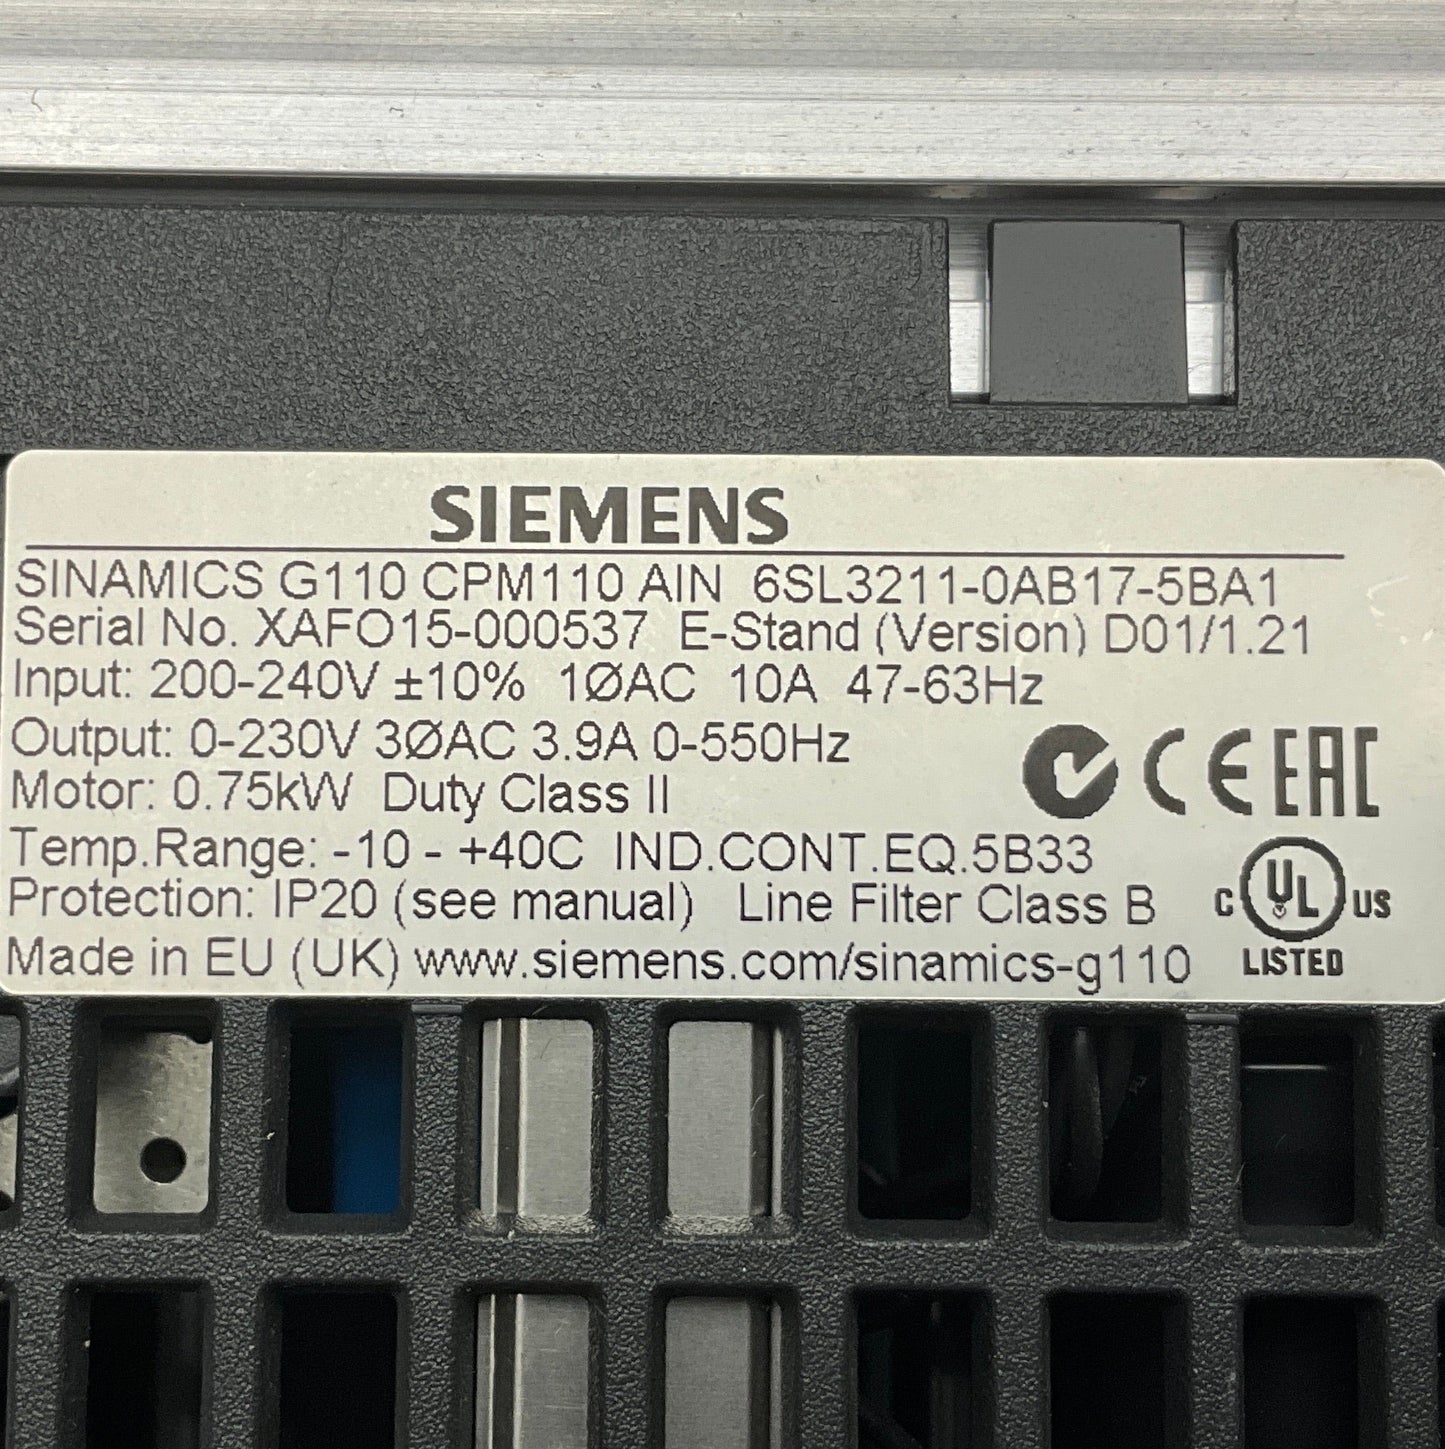 SIEMENS
SINAMICS G110 CPM110 AIN 6SL3211-0AB17-5BA1
Serial No. XAFO15-000537 E-Stand (Version) D01/1.21
Input: 200-240V ±10% 1ØAC 10A 47-63Hz
Output: 0-230V 3ØAC 3.9A 0-550Hz
Motor: 0.75kW Duty Class II
CE EAC
Temp.Range: -10 - +40C IND.CONT.EQ.5B33
Protection: IP20 (see manual) Line Filter Class B
C UL US
LISTED
Made in EU (UK) www.siemens.com/sinamics-g110